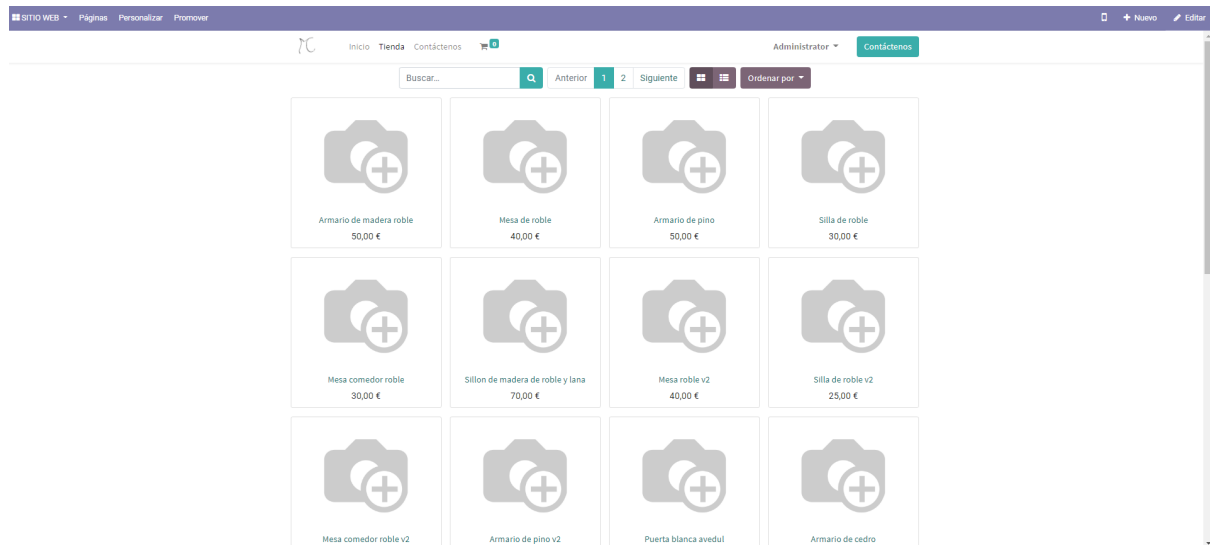 SITIO WEB Páginas Personalizar Promover Nuevo Editar
Inicio Tienda Contáctenos 0 Administrator Contáctenos
Buscar... Anterior 1 2 Siguiente Ordenar por
Armario de madera roble Mesa de roble Armario de pino Silla de roble
50,00 € 40,00 € 50,00 € 30,00 €
Mesa comedor roble Sillon de madera de roble y lana Mesa roble v2 Silla de roble v2
30,00 € 70,00 € 40,00 € 25,00 €
Mesa comedor roble v2 Armario de pino v2 Puerta blanca avedul Armario de cedro